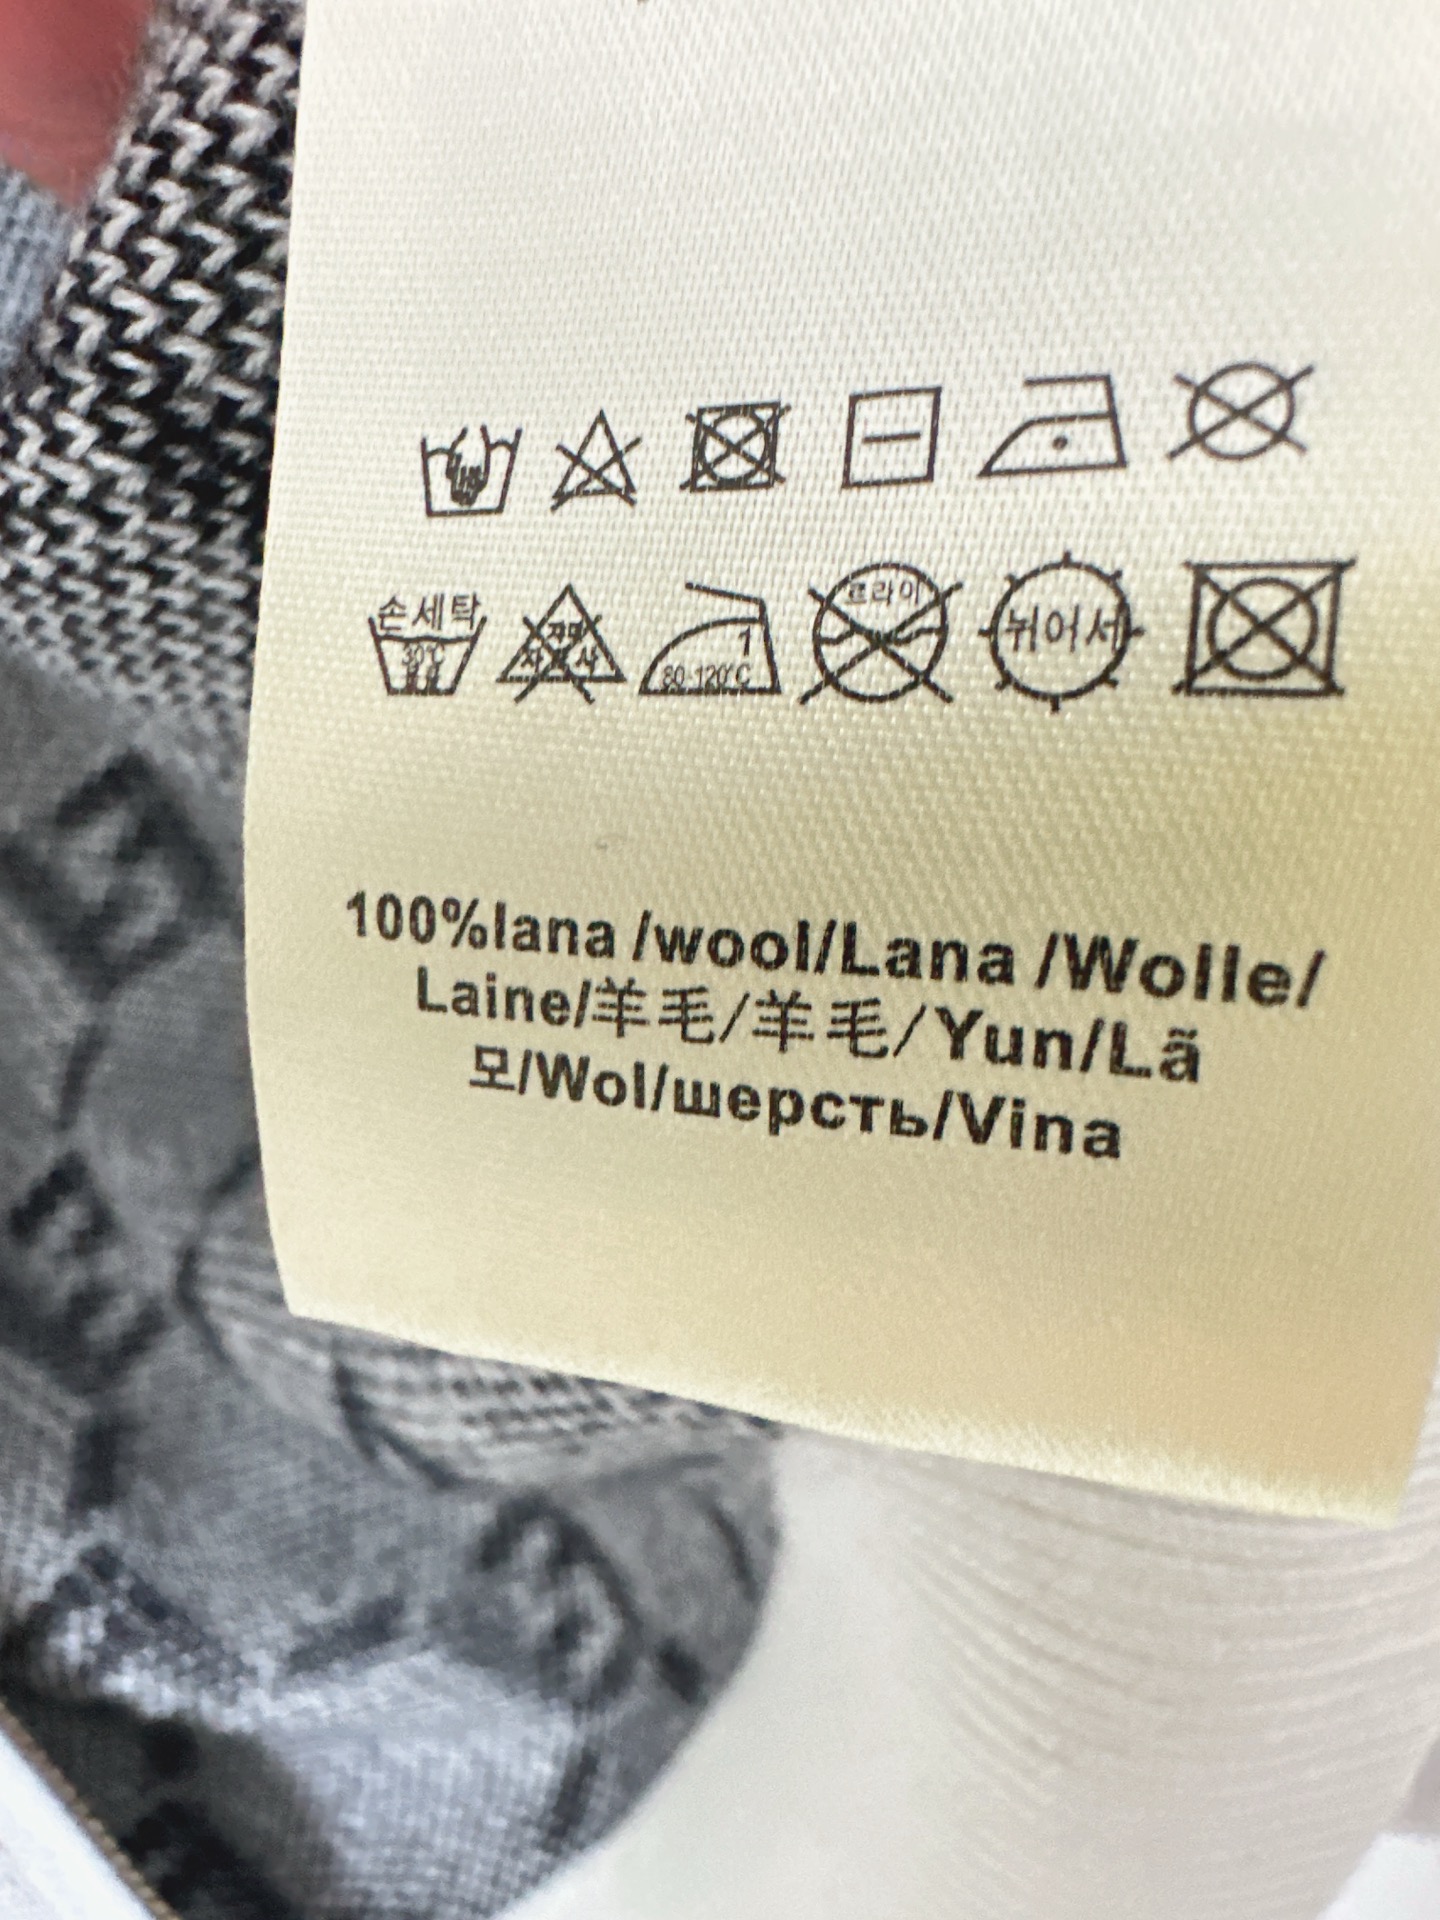 손세탁 30℃
1 80-120℃
드라이
뉘어서
100%lana /wool/Lana /Wolle/
Laine/羊毛/羊毛/Yun/Lã
모/Wol/шерсть/Vina